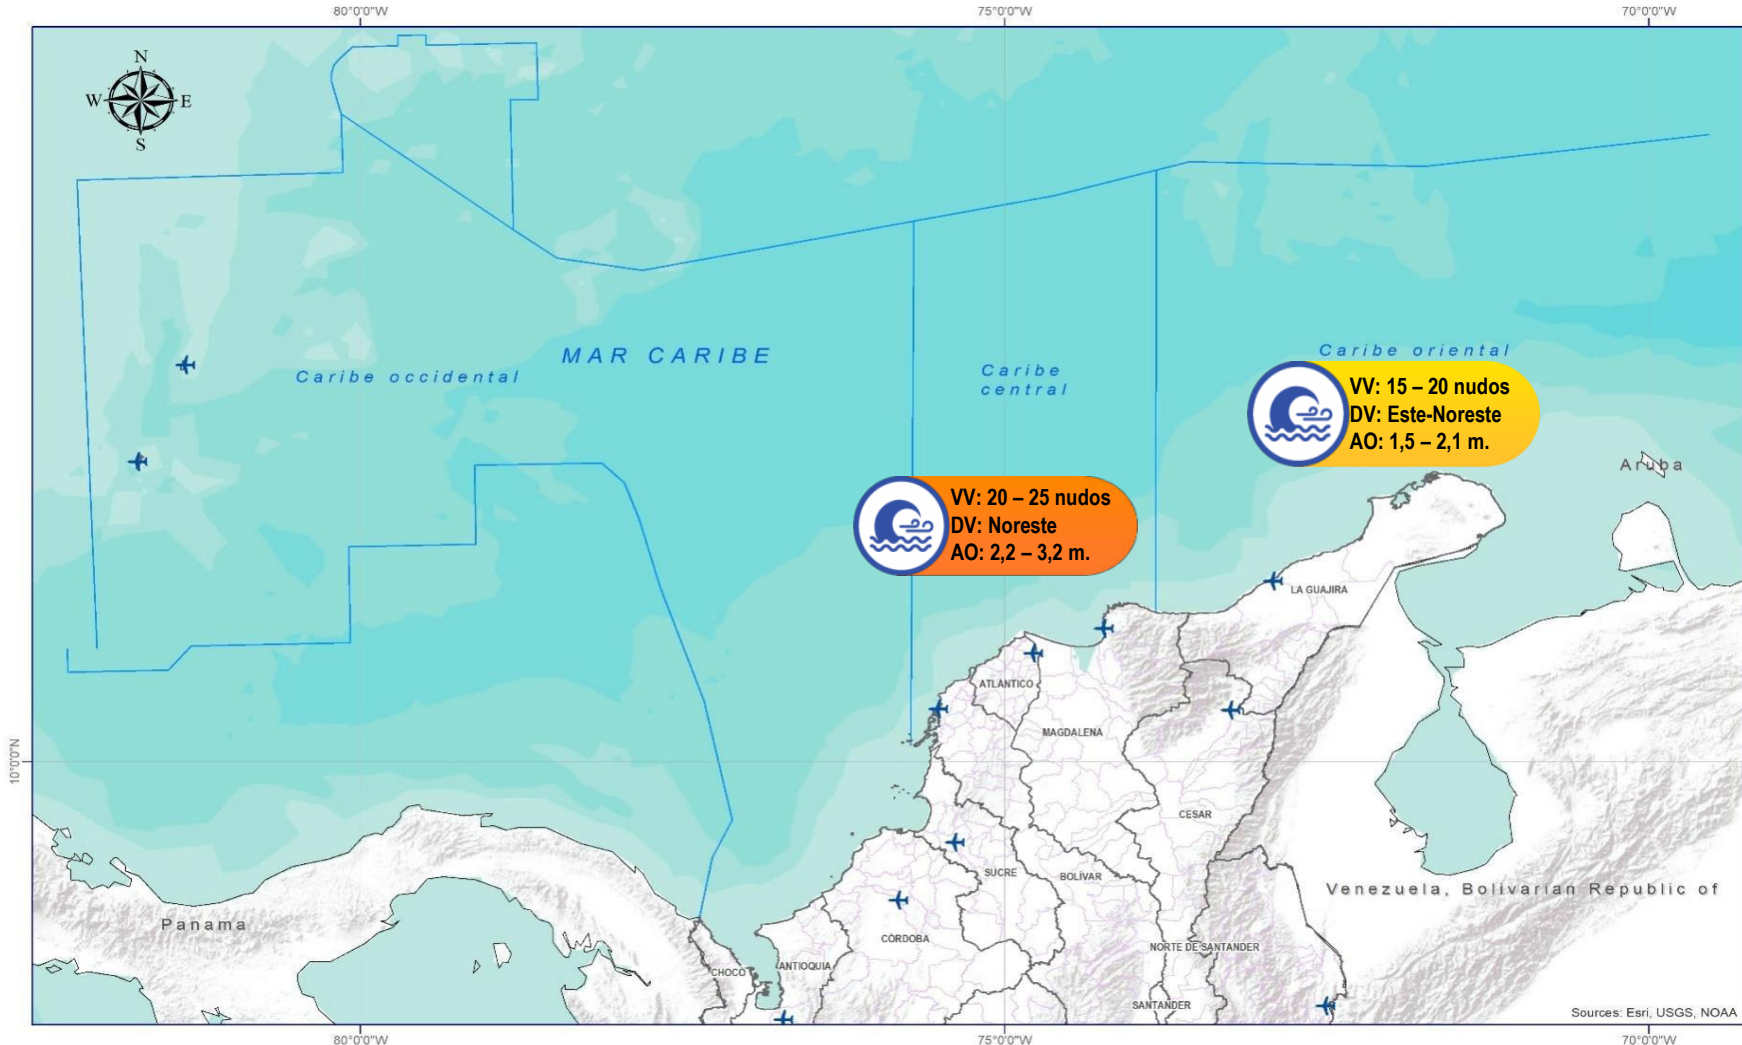 80°0'0"W
75°0'0"W
70°0'0"W
N
W
E
S
MAR CARIBE
Caribe occidental
Caribe
central
Caribe oriental
VV: 15 – 20 nudos
DV: Este-Noreste
AO: 1,5 – 2,1 m.
Aruba
VV: 20 – 25 nudos
DV: Noreste
AO: 2,2 – 3,2 m.
LA GUAJIRA
ATLÁNTICO
MAGDALENA
10°0'0"N
CESAR
SUCRE
BOLÍVAR
Venezuela, Bolivarian Republic of
Panama
CÓRDOBA
NORTE DE SANTANDER
CHOCÓ
ANTIOQUIA
SANTANDER
Sources: Esri, USGS, NOAA
80°0'0"W
75°0'0"W
70°0'0"W